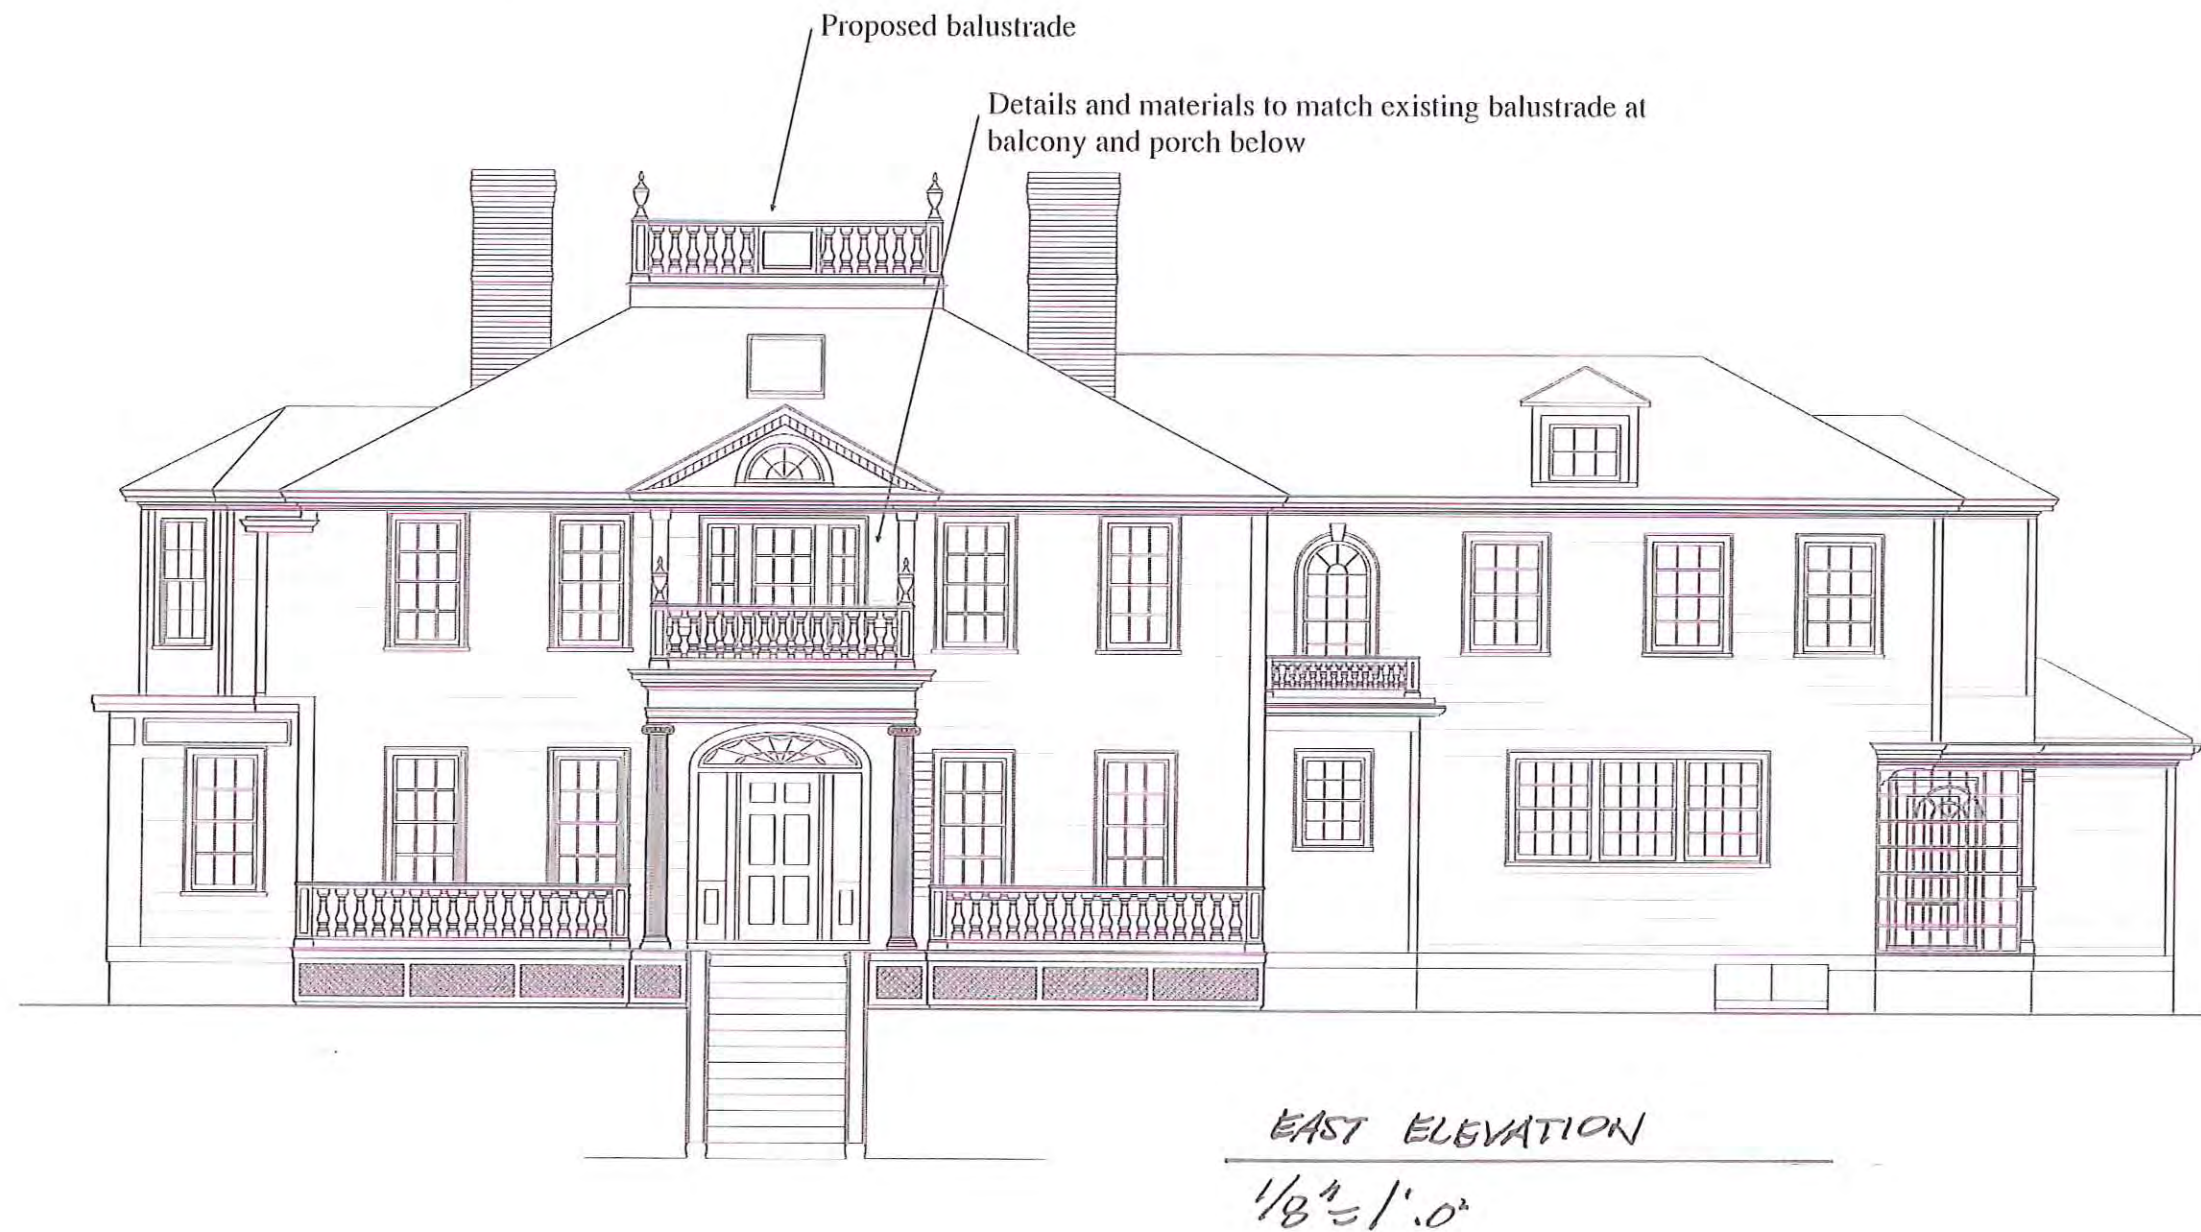 Proposed balustrade
Details and materials to match existing balustrade at
balcony and porch below
EAST ELEVATION
1/8" = 1'.0"